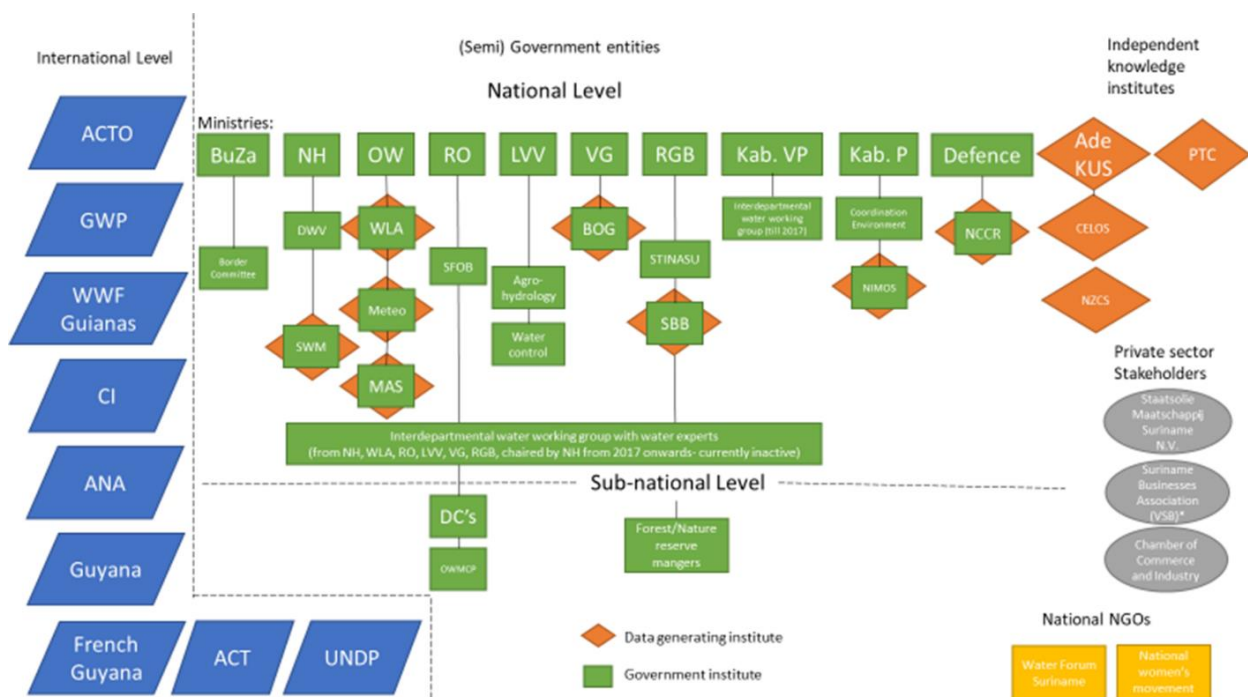 International Level
ACTO
GWP
WWF
Guianas
CI
ANA
Guyana
French
Guyana
ACT
UNDP
(Semi) Government entities
National Level
Ministries:
BuZa
NH
OW
RO
LVV
VG
RGB
Kab. VP
Kab. P
Defence
Border
Committee
DWV
SWM
WLA
Meteo
MAS
SFOB
Agro-
hydrology
Water
control
BOG
STINASU
SBB
Interdepartmental
water working
group (till 2017)
Coordination
Environment
NIMOS
NCCR
Interdepartmental water working group with water experts
(from NH, WLA, RO, LVV, VG, RGB, chaired by NH from 2017 onwards- currently inactive)
Sub-national Level
DC's
OWMCP
Forest/Nature
reserve
mangers
Data generating institute
Government institute
Independent
knowledge
institutes
Ade
KUS
PTC
CELOS
NZCS
Private sector
Stakeholders
Staatsolie
Maatschappij
Suriname
N.V.
Suriname
Businesses
Association
(VSB)*
Chamber of
Commerce
and Industry
National NGOs
Water Forum
Suriname
National
women's
movement